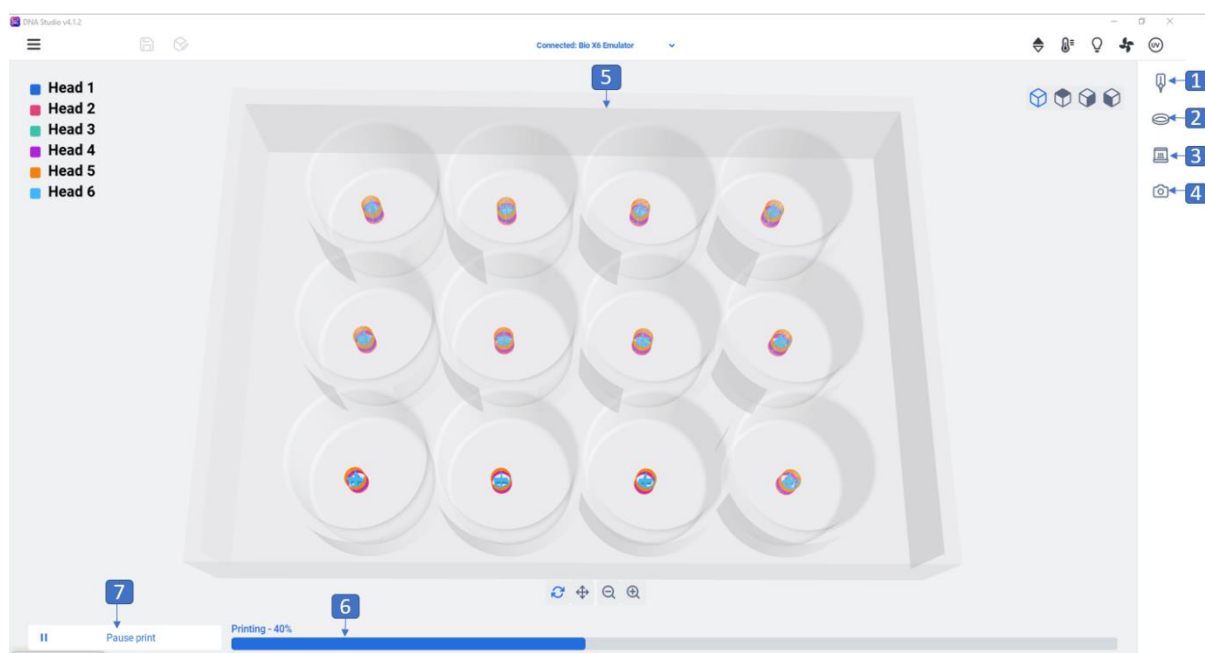 DNA Studio v4.1.2
Connected: Bio X6 Emulator
UV
5
1
Head 1
Head 2
2
Head 3
Head 4
3
Head 5
Head 6
4
7
6
Printing - 40%
Pause print